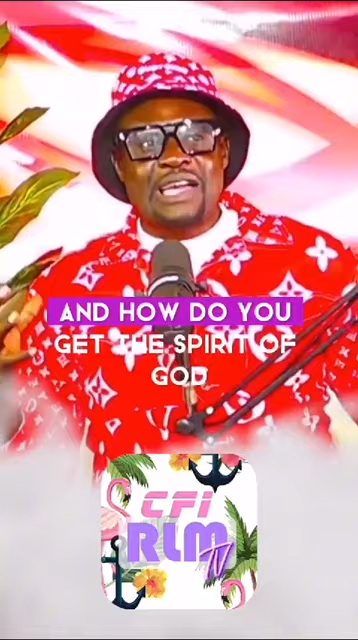 AND HOW DO YOU
GET THE SPIRIT OF
GOD
CFI
RLM
TV